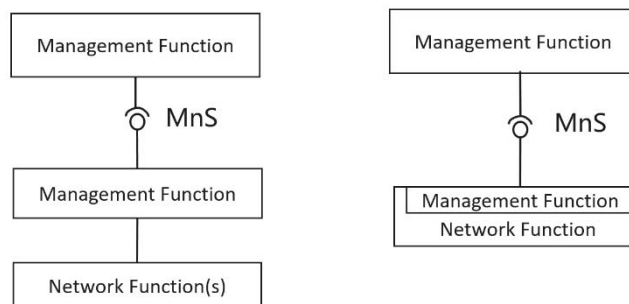 Management Function
MnS
Management Function
Network Function(s)
Management Function
MnS
Management Function
Network Function